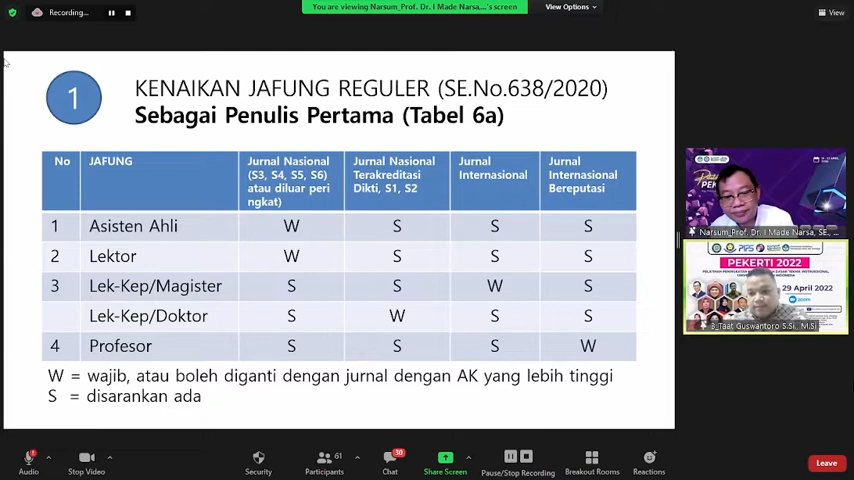 Recording...
You are viewing Narsum_Prof. Dr. I Made Narsa,...'s screen
View Options
View
1
KENAIKAN JAFUNG REGULER (SE.No.638/2020)
Sebagai Penulis Pertama (Tabel 6a)
No JAFUNG Jurnal Nasional (S3, S4, S5, S6) atau diluar peri ngkat) Jurnal Nasional Terakreditasi Dikti, S1, S2 Jurnal Internasional Jurnal Internasional Bereputasi
1 Asisten Ahli W S S S
2 Lektor W S S S
3 Lek-Kep/Magister S S W S
Lek-Kep/Doktor S W S S
4 Profesor S S S W
W = wajib, atau boleh diganti dengan jurnal dengan AK yang lebih tinggi
S = disarankan ada
Narsum_Prof. Dr. I Made Narsa, SE., ...
PEKERTI 2022
29 April 2022
zoom
B_Taat Guswantoro S.Si., M.Si
Audio
Stop Video
Security
61
Participants
30
Chat
Share Screen
Pause/Stop Recording
Breakout Rooms
Reactions
Leave